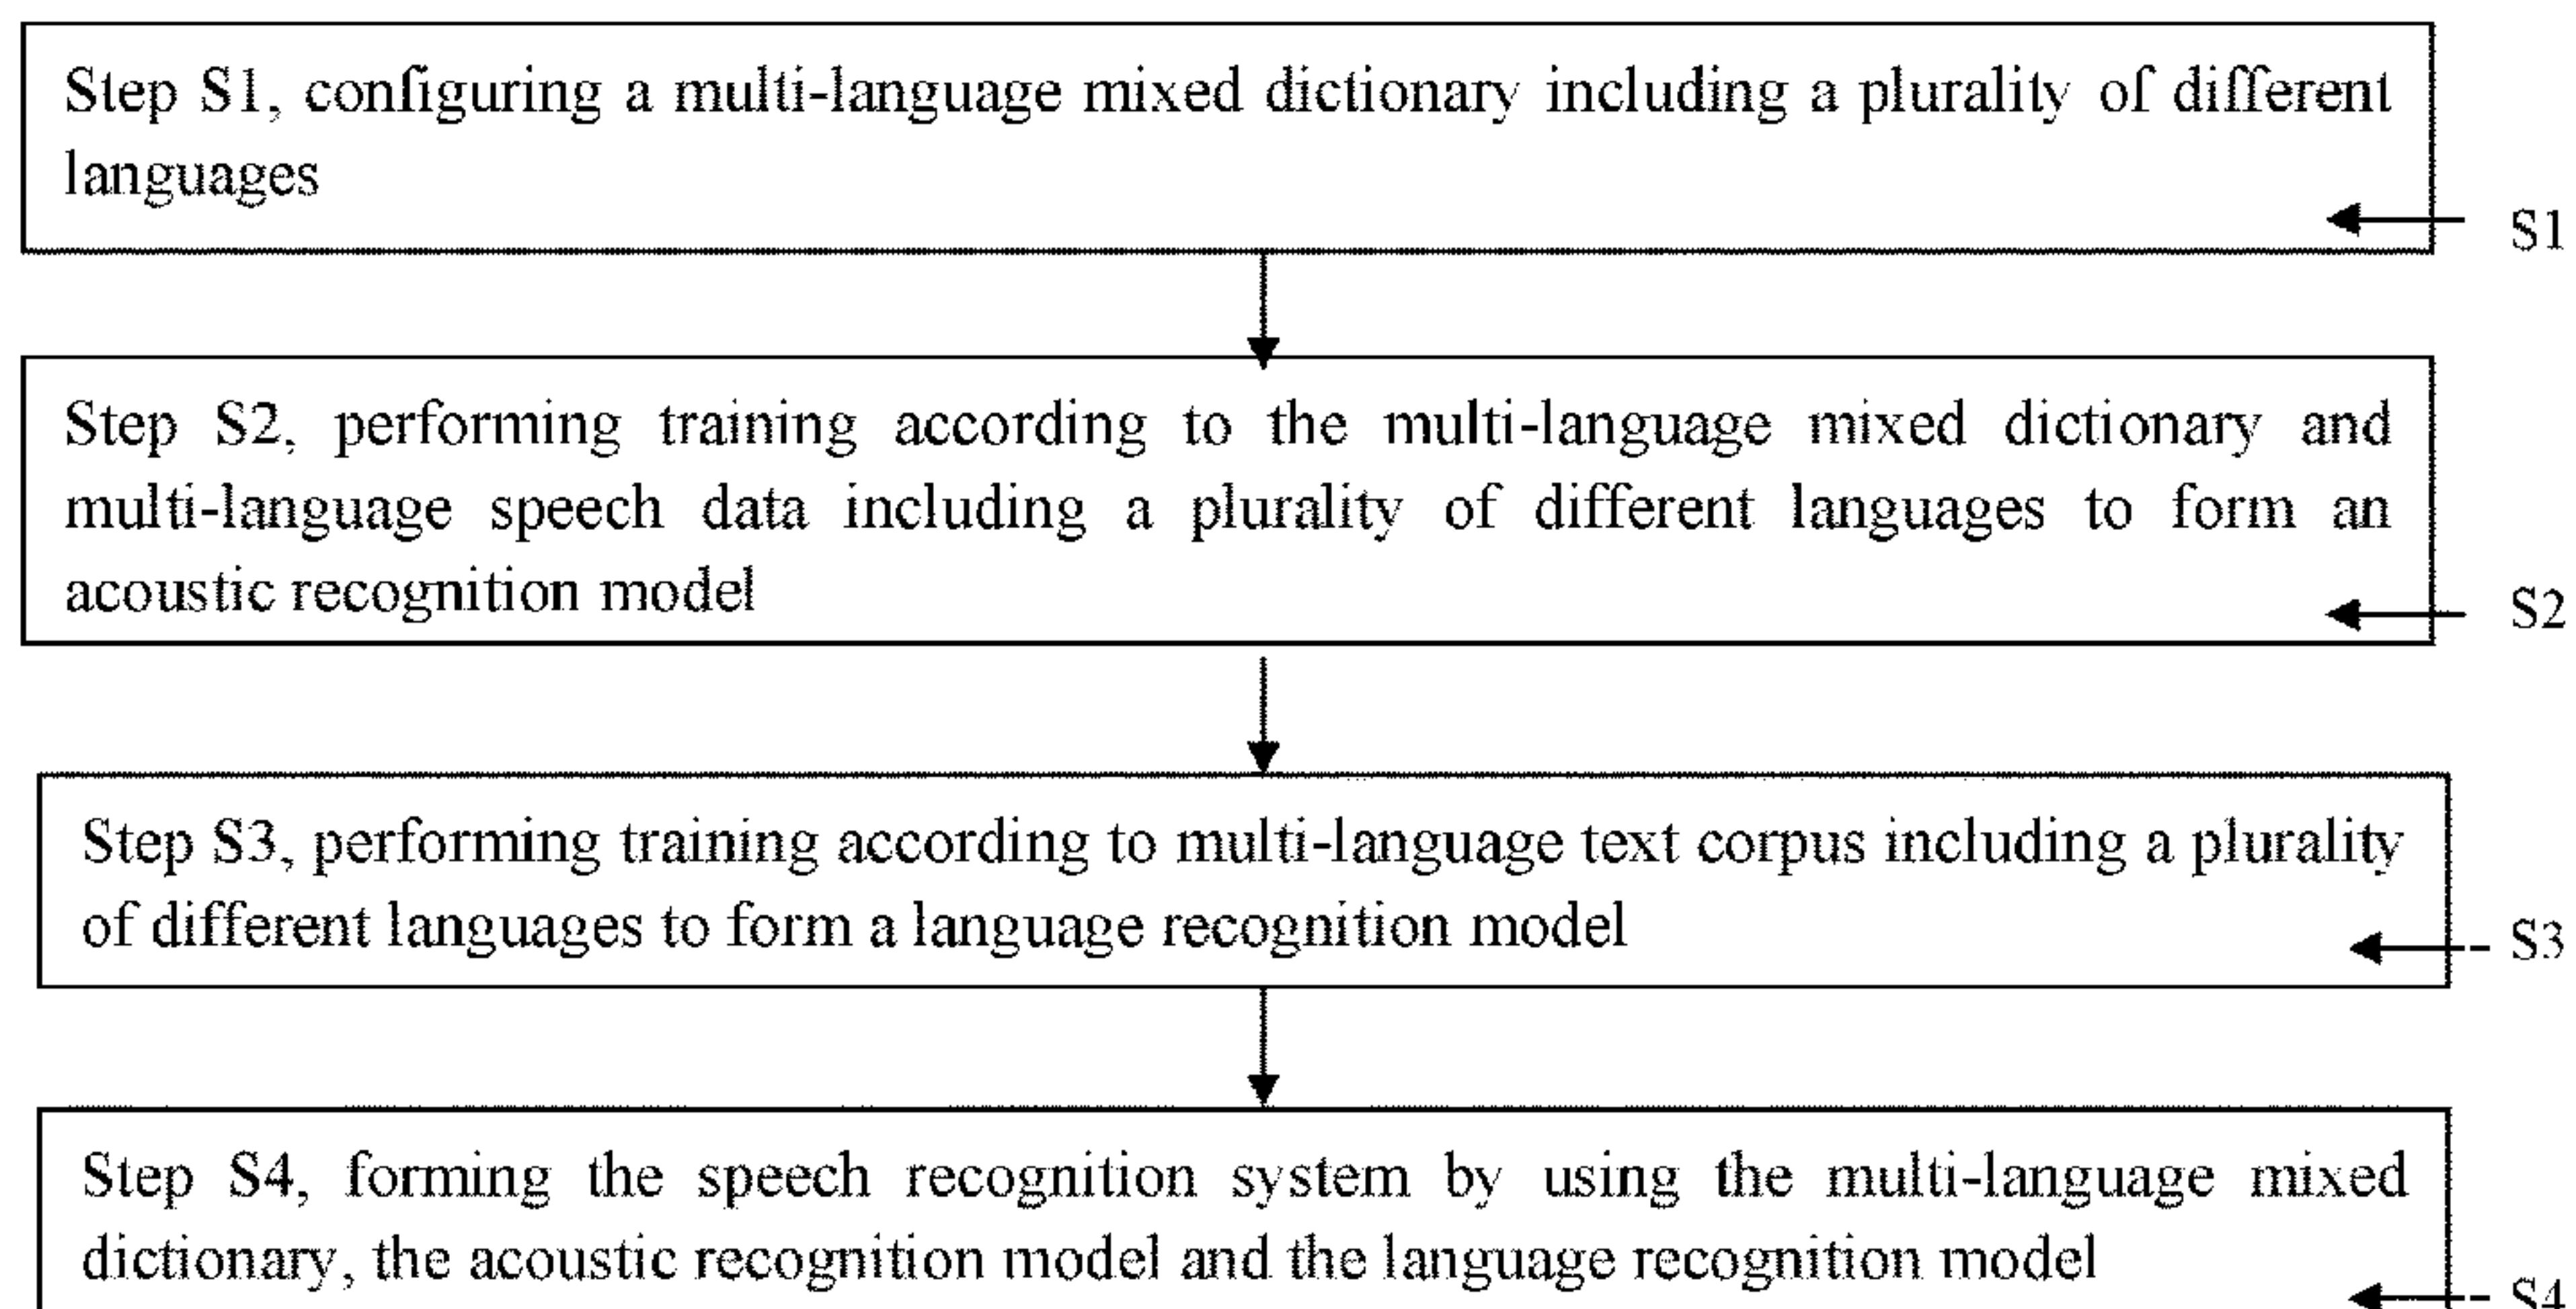 Step S1, configuring a multi-language mixed dictionary including a plurality of different
languages
S1
Step S2, performing training according to the multi-language mixed dictionary and
multi-language speech data including a plurality of different languages to form an
acoustic recognition model
S2
Step S3, performing training according to multi-language text corpus including a plurality
of different languages to form a language recognition model
S3
Step S4, forming the speech recognition system by using the multi-language mixed
dictionary, the acoustic recognition model and the language recognition model
S4